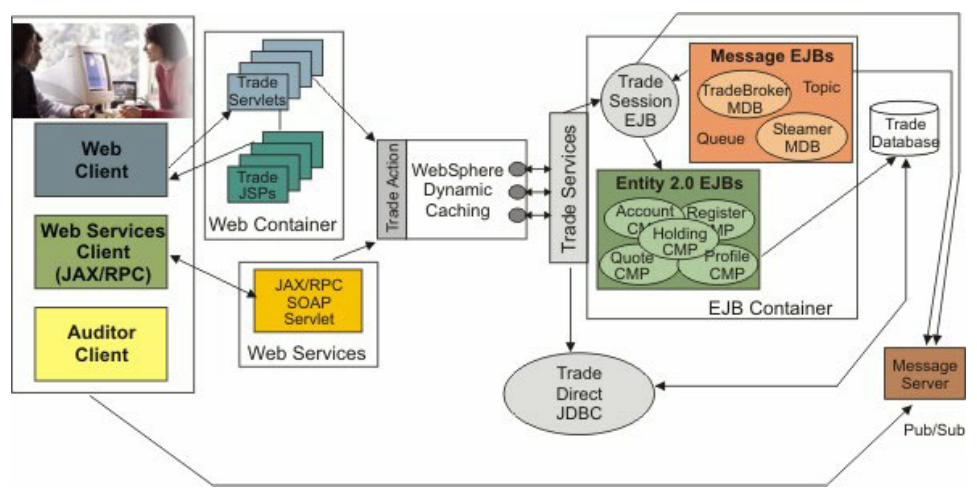 Web
Client
Web Services
Client
(JAX/RPC)
Auditor
Client
Trade
Servlets
Trade
JSPs
Web Container
JAX/RPC
SOAP
Servlet
Web Services
Trade Action
WebSphere
Dynamic
Caching
Trade Services
Trade
Session
EJB
Message EJBs
TradeBroker
MDB
Topic
Queue
Steamer
MDB
Entity 2.0 EJBs
Account
CM
Register
MP
Holding
CMP
Quote
CMP
Profile
CMP
EJB Container
Trade
Database
Trade
Direct
JDBC
Message
Server
Pub/Sub